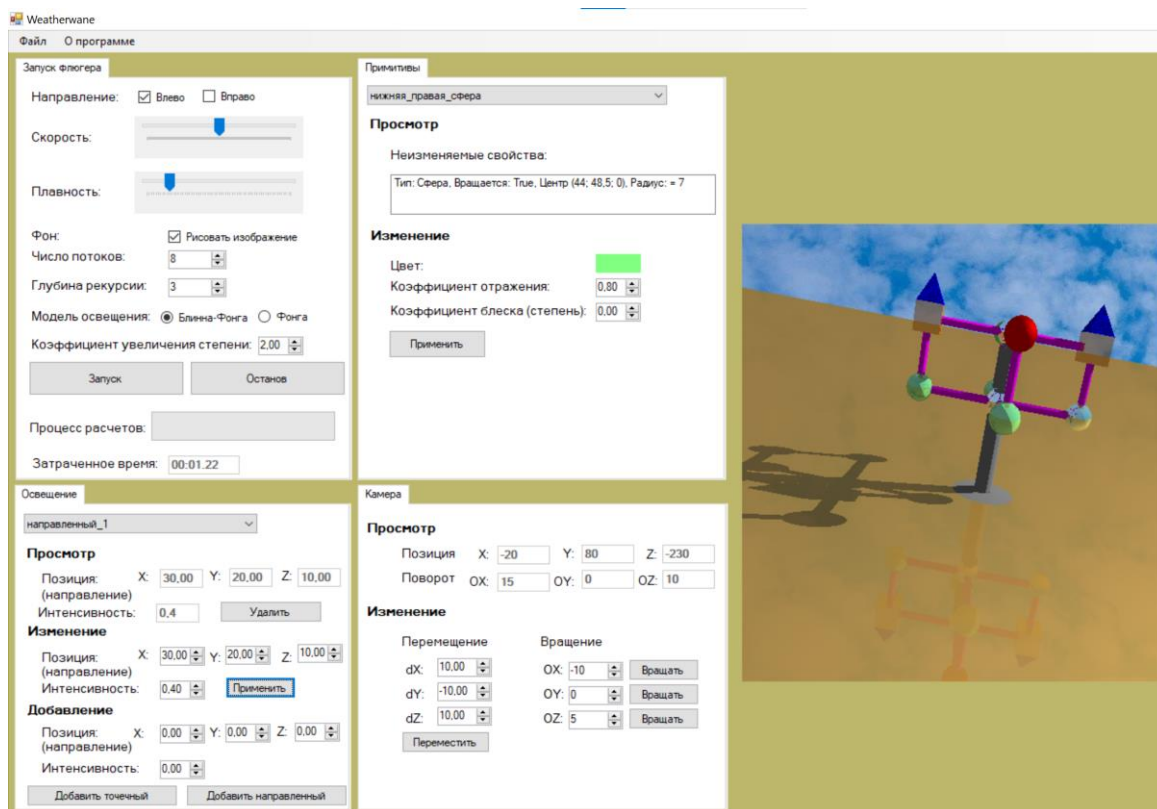 Weatherwane
Файл О программе
Запуск флюгера
Направление: Влево Вправо
Скорость:
Плавность:
Фон: Рисовать изображение
Число потоков: 8
Глубина рекурсии: 3
Модель освещения: Блинна-Фонга Фонга
Коэффициент увеличения степени: 2,00
Запуск Останов
Процесс расчетов:
Затраченное время: 00:01.22
Примитивы
нижняя_правая_сфера
Просмотр
Неизменяемые свойства:
Тип: Сфера, Вращается: True, Центр (44; 48,5; 0), Радиус: = 7
Изменение
Цвет:
Коэффициент отражения: 0,80
Коэффициент блеска (степень): 0,00
Применить
Освещение
направленный_1
Просмотр
Позиция: X: 30,00 Y: 20,00 Z: 10,00
(направление)
Интенсивность: 0,4 Удалить
Изменение
Позиция: X: 30,00 Y: 20,00 Z: 10,00
(направление)
Интенсивность: 0,40 Применить
Добавление
Позиция: X: 0,00 Y: 0,00 Z: 0,00
(направление)
Интенсивность: 0,00
Добавить точечный Добавить направленный
Камера
Просмотр
Позиция X: -20 Y: 80 Z: -230
Поворот OX: 15 OY: 0 OZ: 10
Изменение
Перемещение Вращение
dX: 10,00 OX: -10 Вращать
dY: -10,00 OY: 0 Вращать
dZ: 10,00 OZ: 5 Вращать
Переместить